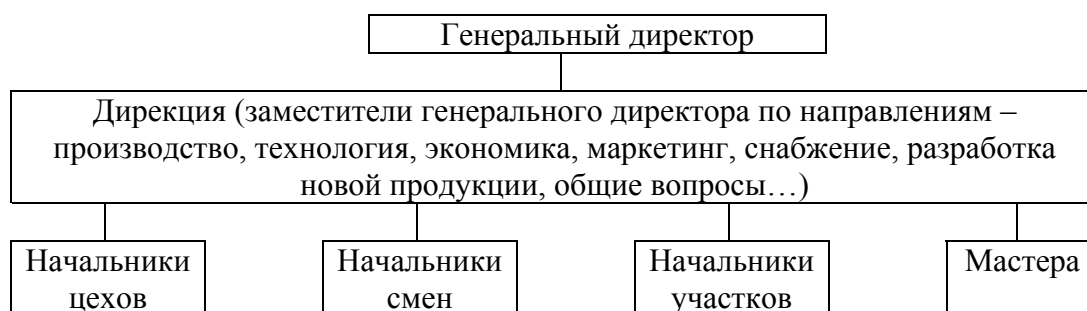 Генеральный директор
Дирекция (заместители генерального директора по направлениям –
производство, технология, экономика, маркетинг, снабжение, разработка
новой продукции, общие вопросы…)
Начальники
цехов
Начальники
смен
Начальники
участков
Мастера